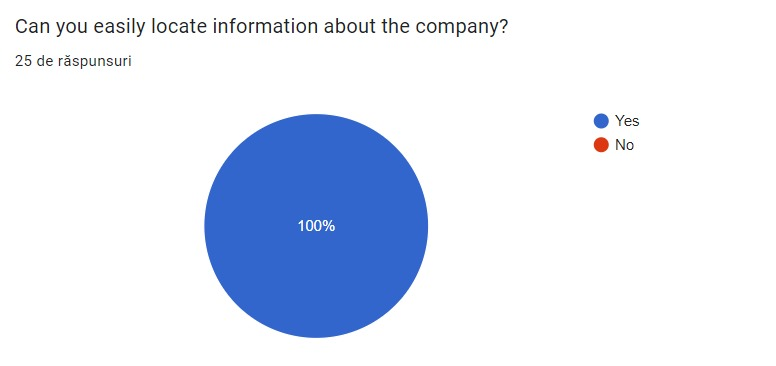 Can you easily locate information about the company?
25 de răspunsuri
Yes
No
100%